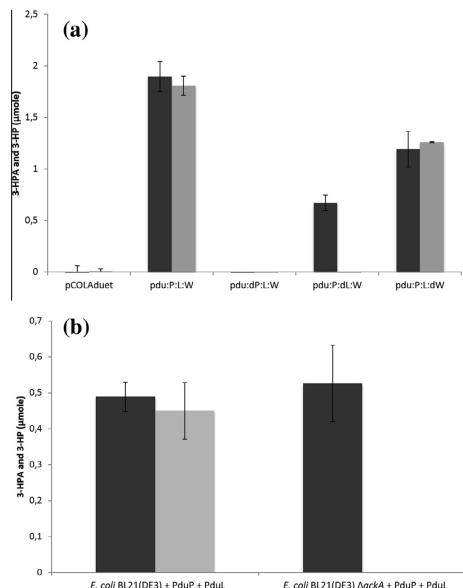 (a)
3-HPA and 3-HP (µmole)
2,5
2
1,5
1
0,5
0
pCOLAduet
pdu:P:L:W
pdu:dP:L:W
pdu:P:dL:W
pdu:P:L:dW
(b)
3-HPA and 3-HP (µmole)
0,7
0,6
0,5
0,4
0,3
0,2
0,1
0
E. coli BL21(DE3) + PduP + PduL
E. coli BL21(DE3) ΔackA + PduP + PduL